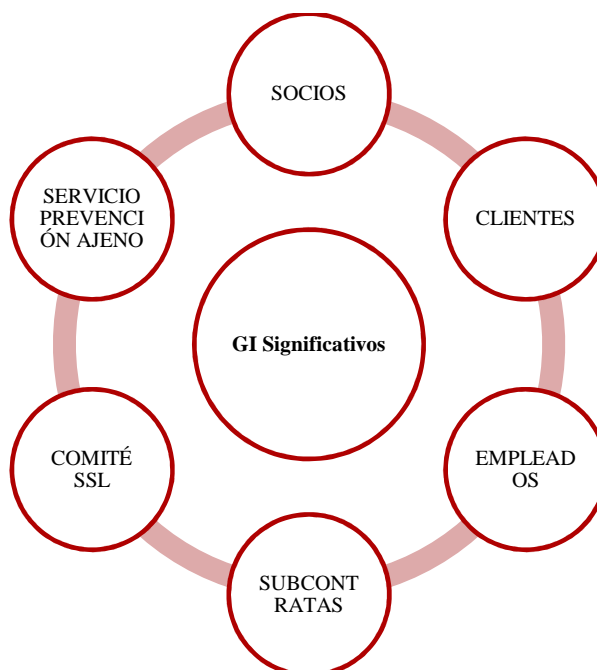 SOCIOS
CLIENTES
EMPLEAD
OS
SUBCONT
RATAS
COMITÉ
SSL
SERVICIO
PREVENCI
ÓN AJENO
GI Significativos